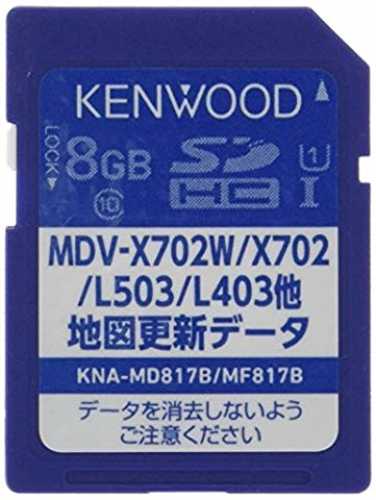 KENWOOD
LOCK
8GB
SD
HC I
1
10
MDV-X702W/X702
/L503/L403他
地図更新データ
KNA-MD817B/MF817B
データを消去しないよう
ご注意ください。